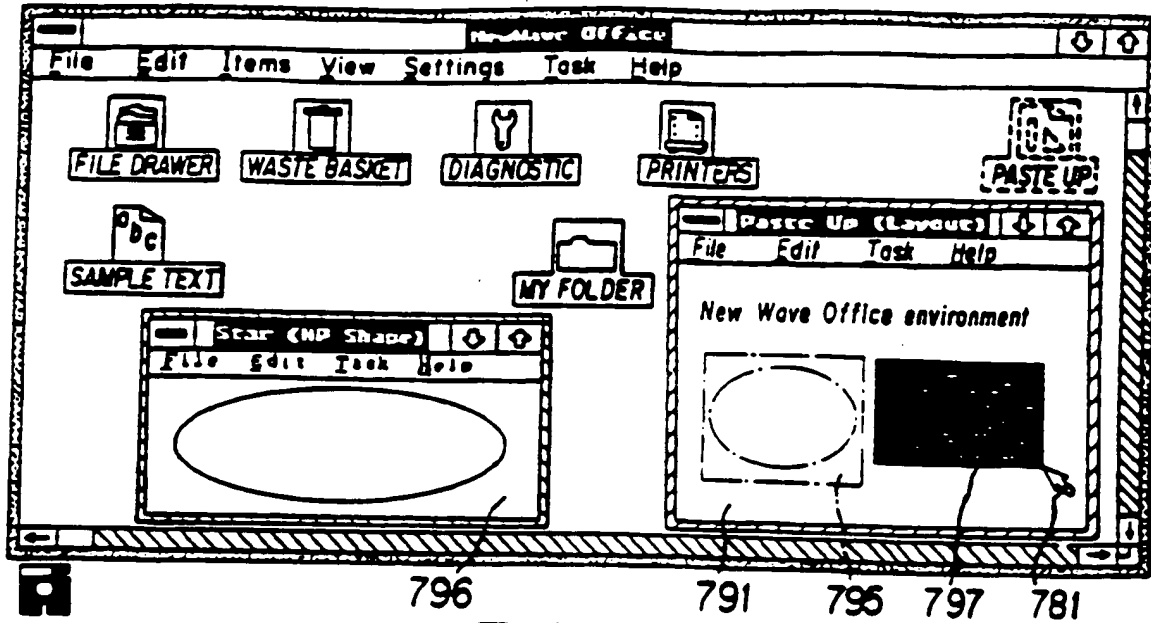 NewWave Office
File Edit Items View Settings Task Help
FILE DRAWER WASTE BASKET DIAGNOSTIC PRINTERS PASTE UP
abc
SAMPLE TEXT MY FOLDER
Paste Up (Layout)
File Edit Task Help
New Wave Office environment
Star (HP Shape)
File Edit Task Help
796 791 795 797 781